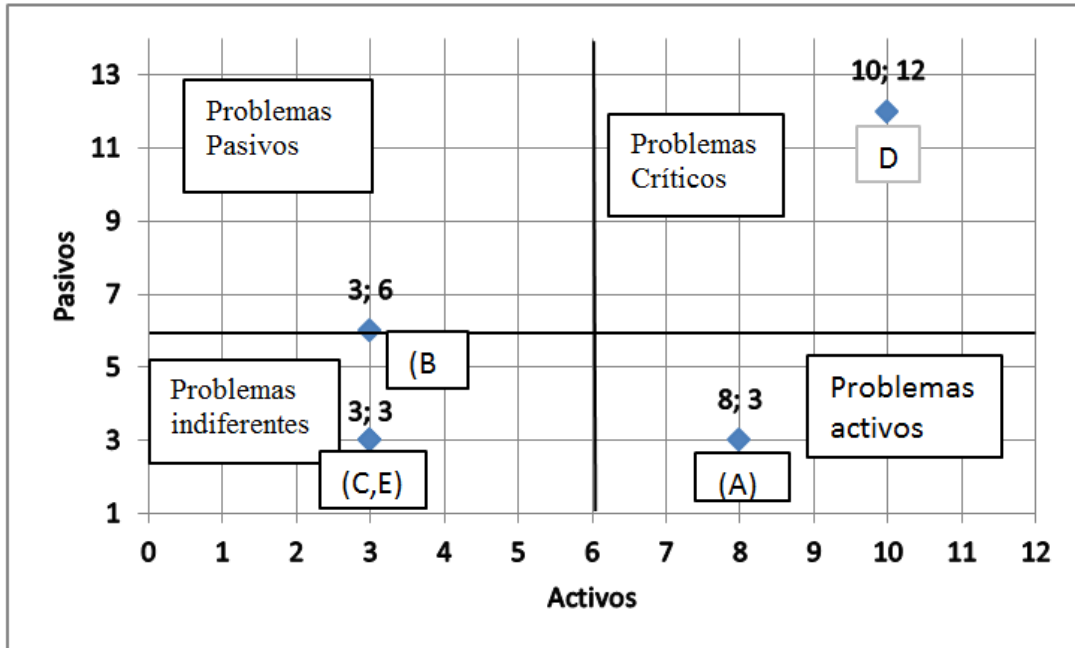 13
11
9
7
5
3
1
Pasivos
Problemas
Pasivos
Problemas
Críticos
10; 12
D
3; 6
(B
Problemas
indiferentes
3; 3
(C,E)
8; 3
(A)
Problemas
activos
0 1 2 3 4 5 6 7 8 9 10 11 12
Activos